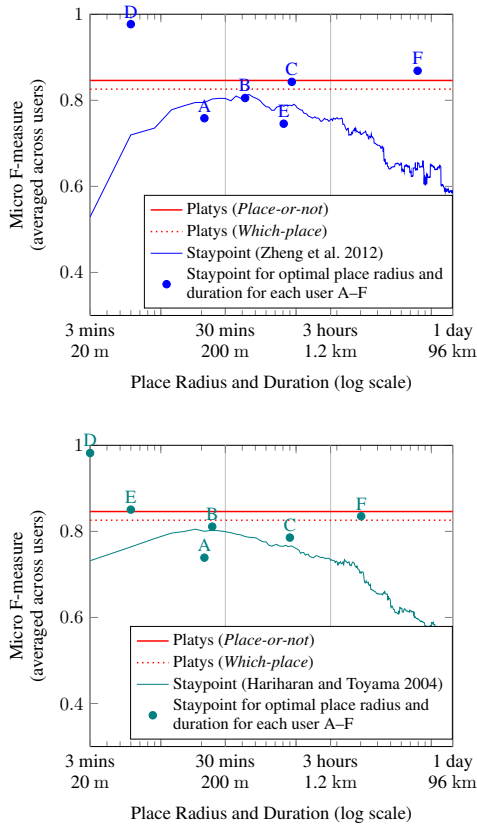 D
1
F
C
0.8
B
A
E
Micro F-measure
(averaged across users)
0.6
Platys (Place-or-not)
Platys (Which-place)
Staypoint (Zheng et al. 2012)
Staypoint for optimal place radius and
duration for each user A–F
0.4
3 mins 30 mins 3 hours 1 day
20 m 200 m 1.2 km 96 km
Place Radius and Duration (log scale)
D
1
E
F
B
C
0.8
A
Micro F-measure
(averaged across users)
0.6
Platys (Place-or-not)
Platys (Which-place)
Staypoint (Hariharan and Toyama 2004)
Staypoint for optimal place radius and
duration for each user A–F
0.4
3 mins 30 mins 3 hours 1 day
20 m 200 m 1.2 km 96 km
Place Radius and Duration (log scale)